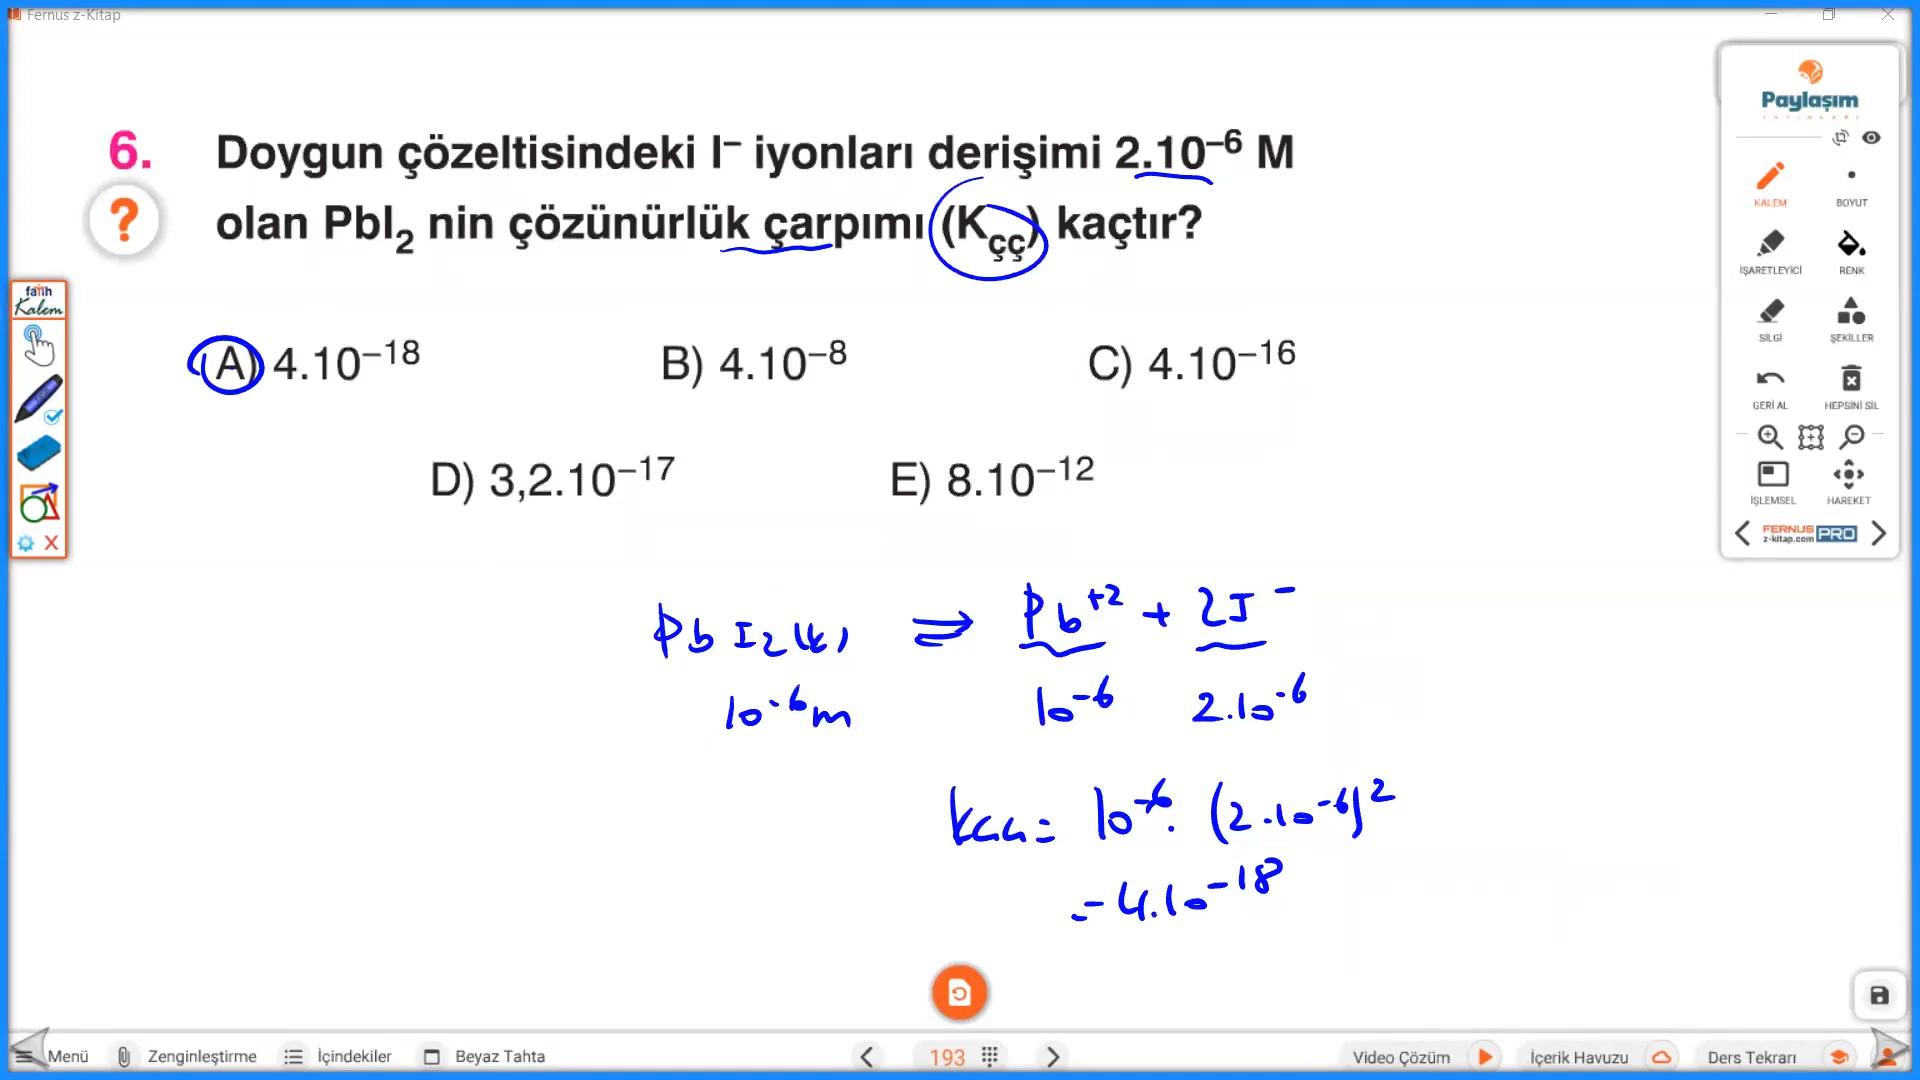 Fernus z-Kitap
6. Doygun çözeltisindeki I⁻ iyonları derişimi 2.10⁻⁶ M
? olan PbI₂ nin çözünürlük çarpımı (Kçç) kaçtır?
A) 4.10⁻¹⁸ B) 4.10⁻⁸ C) 4.10⁻¹⁶
D) 3,2.10⁻¹⁷ E) 8.10⁻¹²
PbI₂(k) ⇌ Pb⁺² + 2I⁻
10⁻⁶ m 10⁻⁶ 2.10⁻⁶
Kçç = 10⁻⁶ . (2.10⁻⁶)²
= 4.10⁻¹⁸
fatih
Kalem
Paylaşım
YAYINLARI
KALEM BOYUT
İŞARETLEYİCİ RENK
SİLGİ ŞEKİLLER
GERİ AL HEPSİNİ SİL
İŞLEMSEL HAREKET
FERNUS
z-kitap.com PRO
Menü Zenginleştirme İçindekiler Beyaz Tahta 193 Video Çözüm İçerik Havuzu Ders Tekrarı